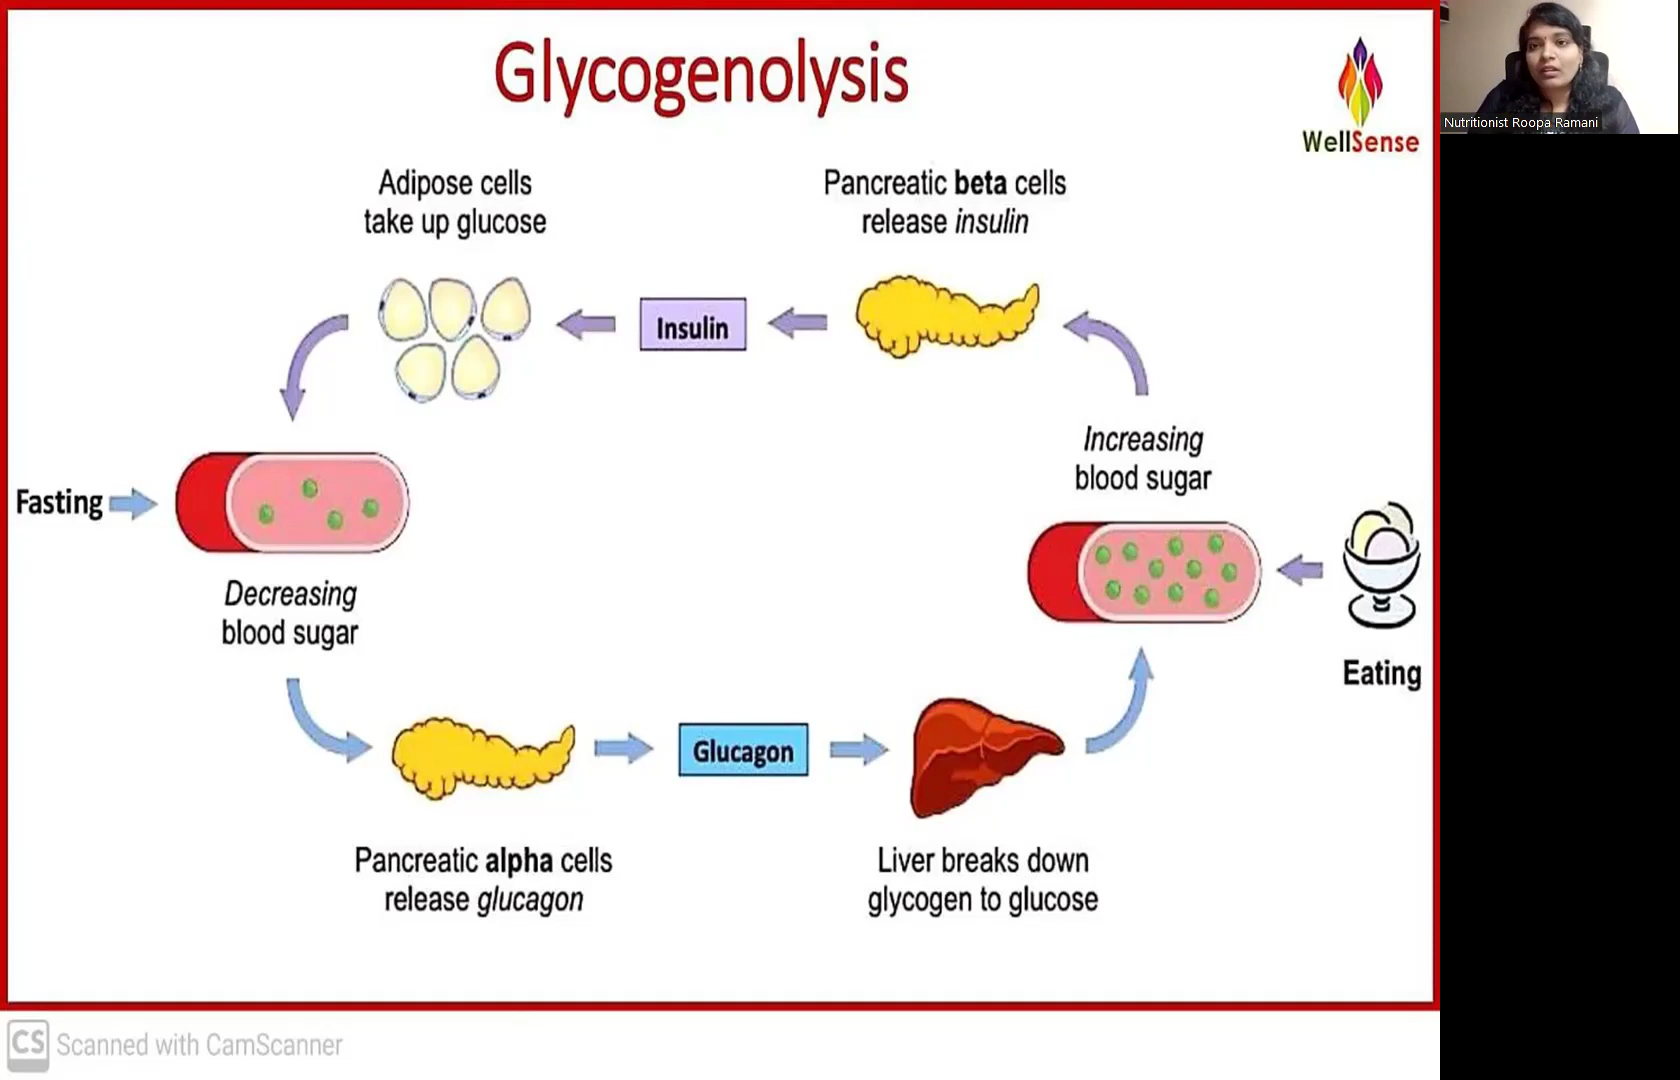 Glycogenolysis
WellSense
Nutritionist Roopa Ramani
Adipose cells
take up glucose
Pancreatic beta cells
release insulin
Insulin
Increasing
blood sugar
Fasting
Decreasing
blood sugar
Eating
Glucagon
Pancreatic alpha cells
release glucagon
Liver breaks down
glycogen to glucose
CS Scanned with CamScanner